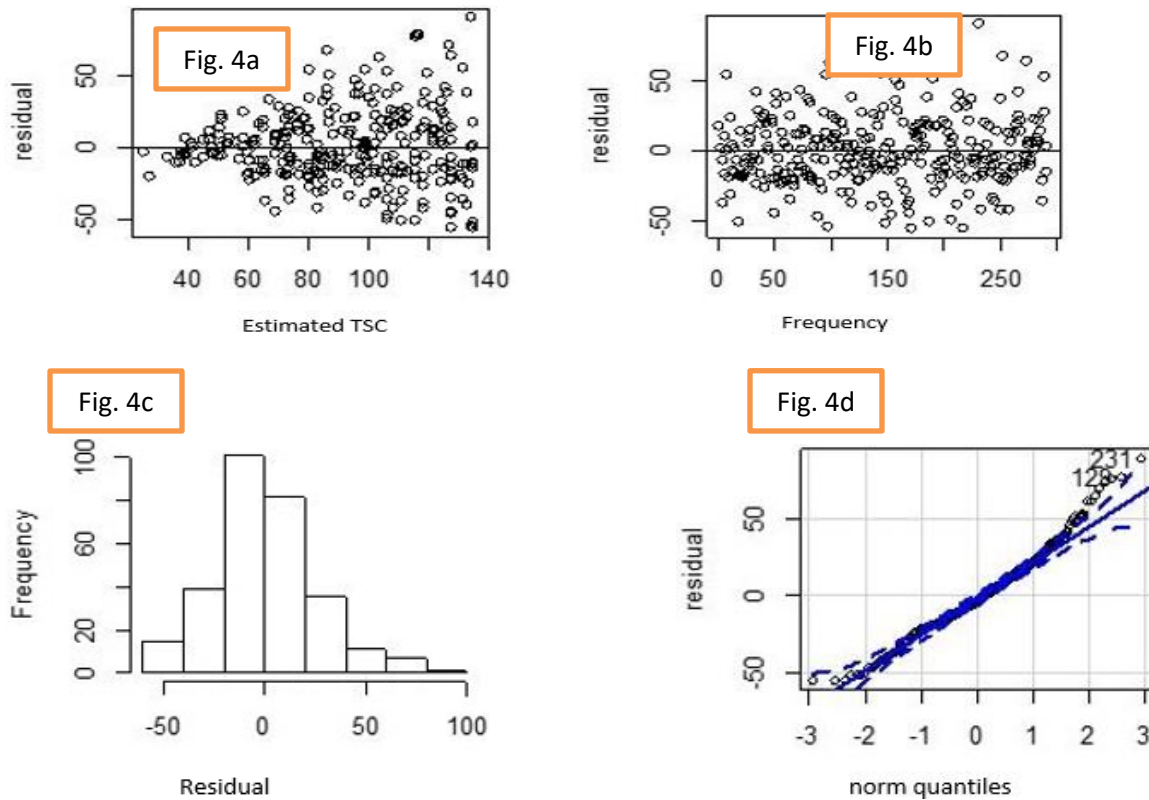 Fig. 4a
residual
50
0
-50
40 60 80 100 140
Estimated TSC
Fig. 4b
residual
50
0
-50
0 50 150 250
Frequency
Fig. 4c
Frequency
100
60
20
0
-50 0 50 100
Residual
Fig. 4d
residual
50
0
-50
231
-3 -2 -1 0 1 2 3
norm quantiles